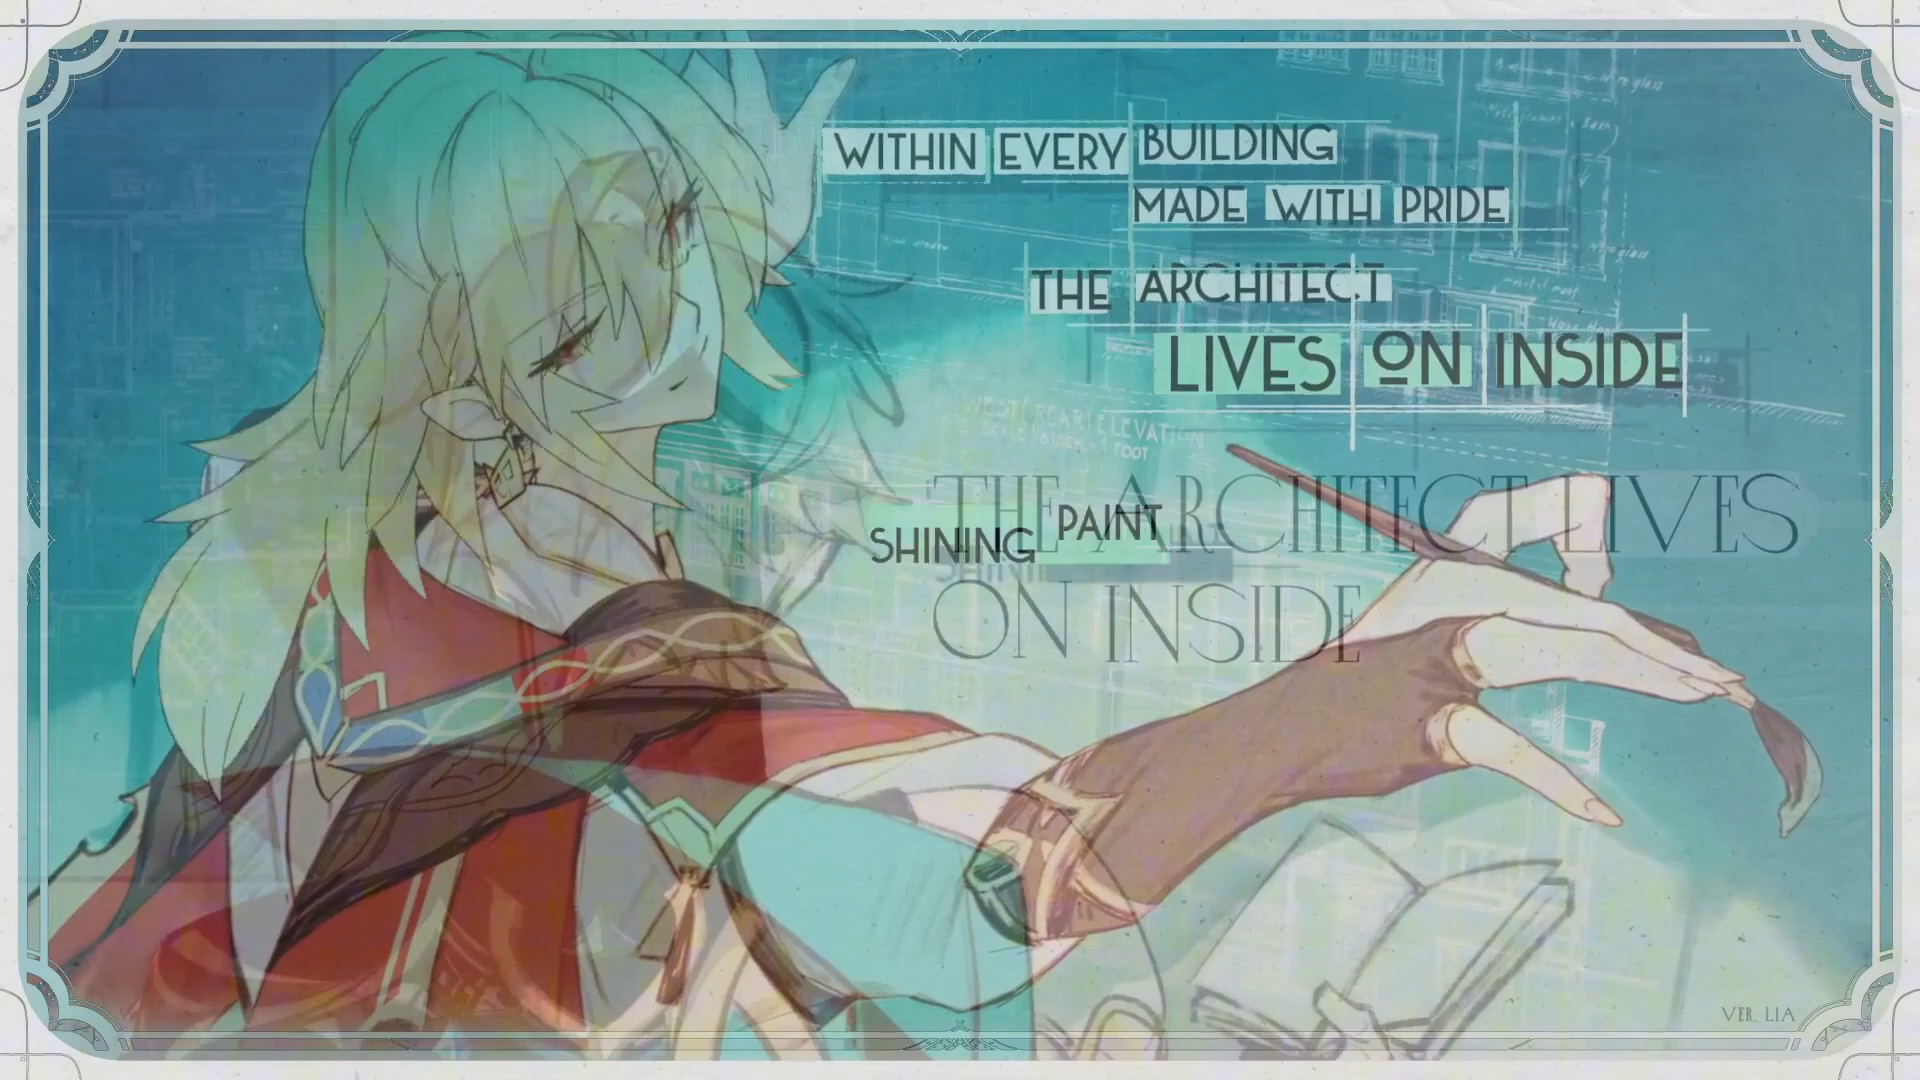 WITHIN EVERY BUILDING
MADE WITH PRIDE
THE ARCHITECT
LIVES ON INSIDE
WEST (REAR) ELEVATION
THE ARCHITECT LIVES
SHINING PAINT
ON INSIDE
VER. LIA